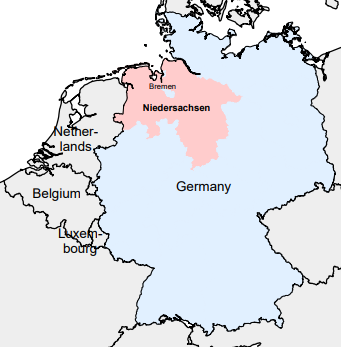 Bremen
Niedersachsen
Nether-
lands
Germany
Belgium
Luxem-
bourg